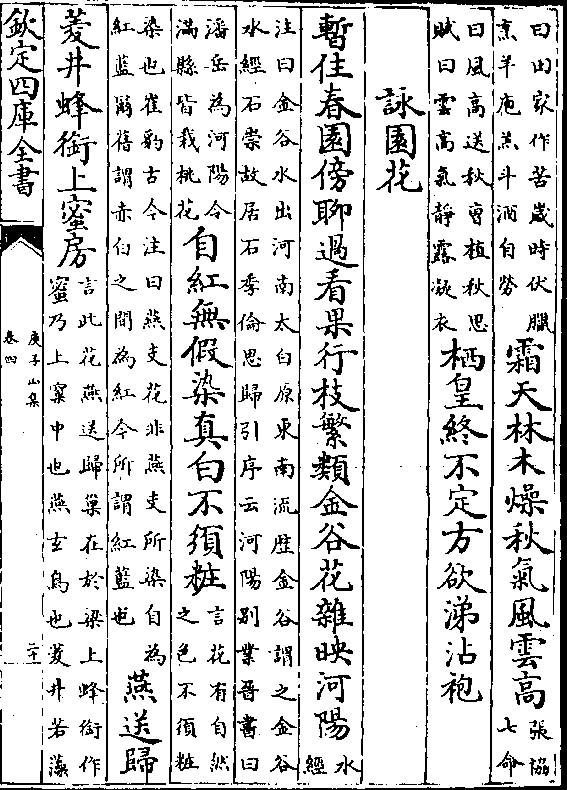 曰田家作苦歲時伏臘
烹羊庖羔斗酒自勞
霜天林木燥秋氣風雲高
張協
七命
曰風高送秋曹植秋思
賦曰雲高氣靜露凝衣
栖皇終不定方欲涕沾袍
詠園花
暫往春園傍聊過看果行枝繁類金谷花雜映河陽
水
經
注曰金谷水出河南太白原東南流歷金谷謂之金谷
水經石崇故居石季倫思歸引序云河陽別業晉書曰
潘岳為河陽令
滿縣皆栽桃花
自紅無假染真白不須粧
言花有自然
之色不須粧
染也崔豹古今注曰燕支花非燕支所染自為
紅藍爾舊謂赤白之間為紅今所謂紅藍也
燕送歸
菱井蜂銜上蜜房
言此花燕送歸巢在於梁上蜂銜作
蜜乃上窠中也燕玄鳥也菱井若藻
欽定四庫全書
庾子山集
卷四